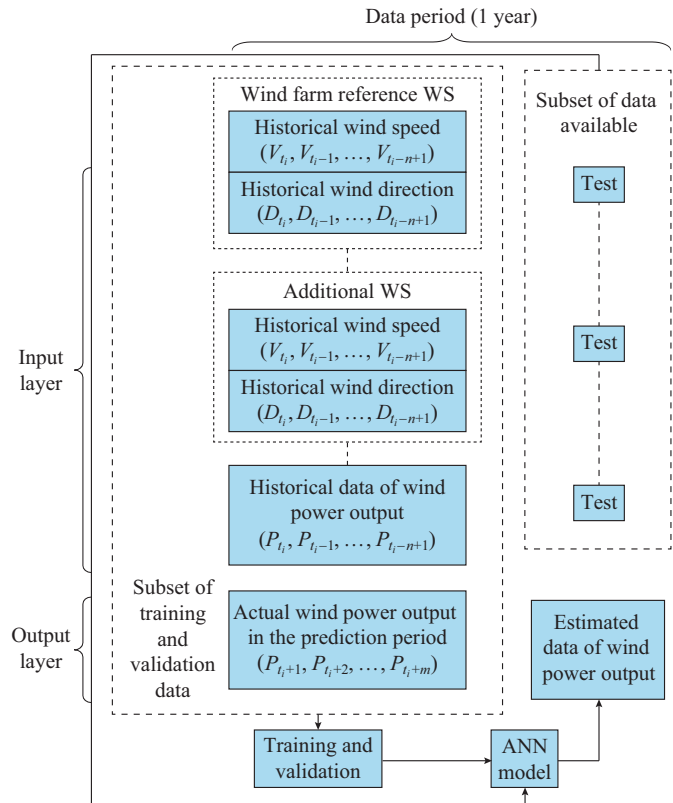 Data period (1 year)
Wind farm reference WS
Historical wind speed
(V_{t_i}, V_{t_i−1}, …, V_{t_i−n+1})
Historical wind direction
(D_{t_i}, D_{t_i−1}, …, D_{t_i−n+1})
Additional WS
Historical wind speed
(V_{t_i}, V_{t_i−1}, …, V_{t_i−n+1})
Historical wind direction
(D_{t_i}, D_{t_i−1}, …, D_{t_i−n+1})
Historical data of wind
power output
(P_{t_i}, P_{t_i−1}, …, P_{t_i−n+1})
Subset of data
available
Test
Test
Test
Input
layer
Output
layer
Subset of
training
and
validation
data
Actual wind power output
in the prediction period
(P_{t_i+1}, P_{t_i+2}, …, P_{t_i+m})
Estimated
data of wind
power output
Training and
validation
ANN
model